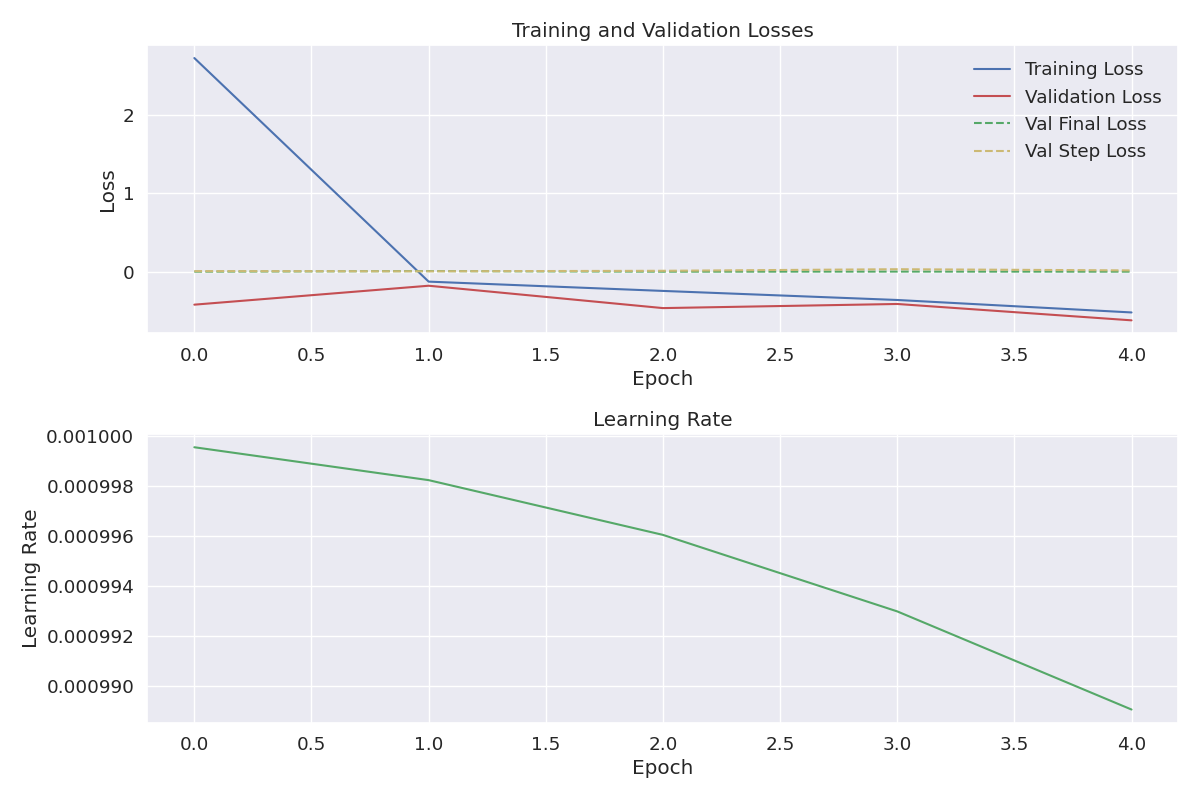 Training and Validation Losses
Training Loss
Validation Loss
Val Final Loss
Val Step Loss
Loss
2
1
0
0.0 0.5 1.0 1.5 2.0 2.5 3.0 3.5 4.0
Epoch
Learning Rate
Learning Rate
0.001000
0.000998
0.000996
0.000994
0.000992
0.000990
0.0 0.5 1.0 1.5 2.0 2.5 3.0 3.5 4.0
Epoch